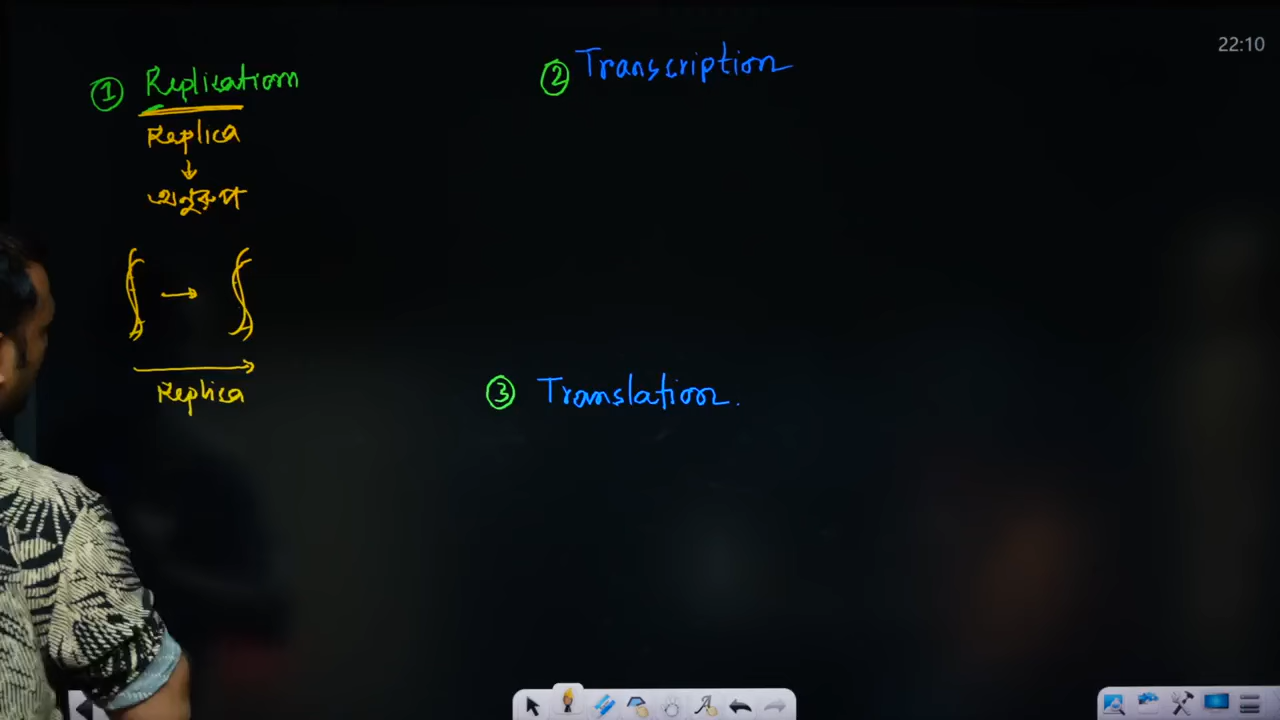 ① Replication
Replica
↓
অনুরূপ
→
Replica
② Transcription
③ Translation.
22:10